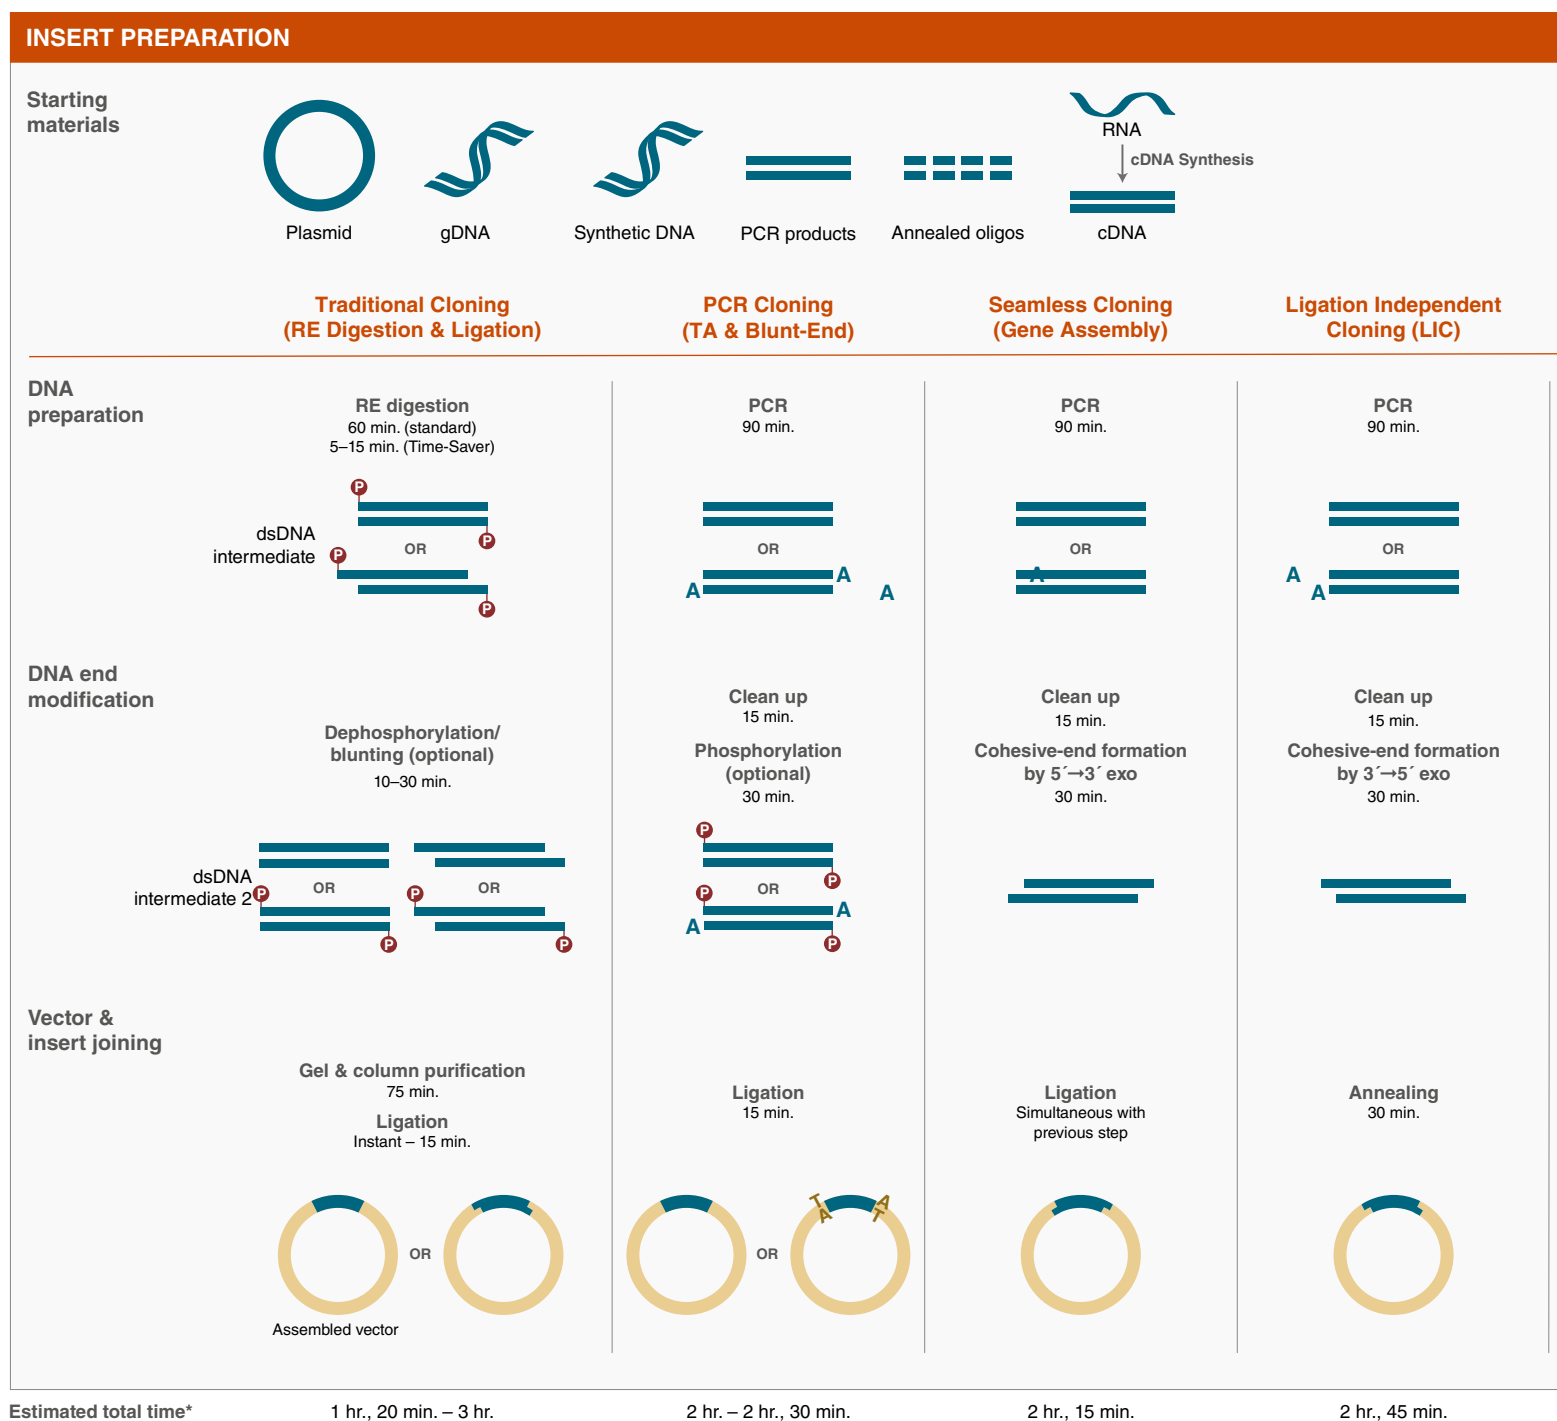 INSERT PREPARATION
Starting
materials
RNA
cDNA Synthesis
Plasmid
gDNA
Synthetic DNA
PCR products
Annealed oligos
cDNA
Traditional Cloning
(RE Digestion & Ligation)
PCR Cloning
(TA & Blunt-End)
Seamless Cloning
(Gene Assembly)
Ligation Independent
Cloning (LIC)
DNA
preparation
RE digestion
60 min. (standard)
5–15 min. (Time-Saver)
PCR
90 min.
PCR
90 min.
PCR
90 min.
dsDNA
intermediate
P
P
OR
P
P
OR
A
A
A
OR
A
OR
A
A
DNA end
modification
Dephosphorylation/
blunting (optional)
10–30 min.
Clean up
15 min.
Phosphorylation
(optional)
30 min.
Clean up
15 min.
Cohesive-end formation
by 5´→3´ exo
30 min.
Clean up
15 min.
Cohesive-end formation
by 3´→5´ exo
30 min.
dsDNA
intermediate 2
OR
P
P
OR
P
P
P
P
OR
P
A
A
P
Vector &
insert joining
Gel & column purification
75 min.
Ligation
Instant – 15 min.
Ligation
15 min.
Ligation
Simultaneous with
previous step
Annealing
30 min.
OR
Assembled vector
OR
T
A
A
T
Estimated total time*
1 hr., 20 min. – 3 hr.
2 hr. – 2 hr., 30 min.
2 hr., 15 min.
2 hr., 45 min.